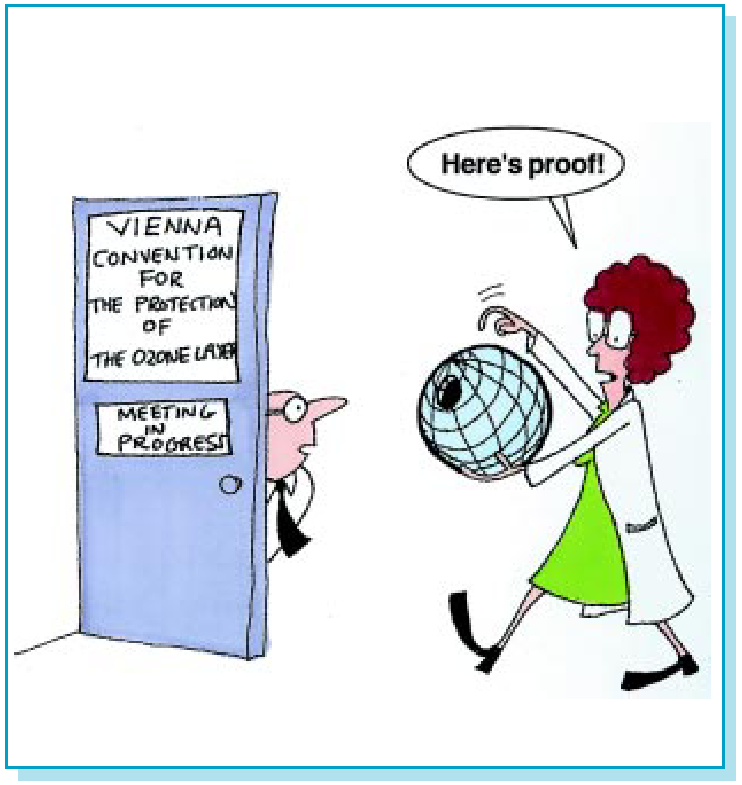 Here's proof!
VIENNA
CONVENTION
FOR
THE PROTECTION
OF
THE OZONE LAYER
MEETING
IN
PROGRESS